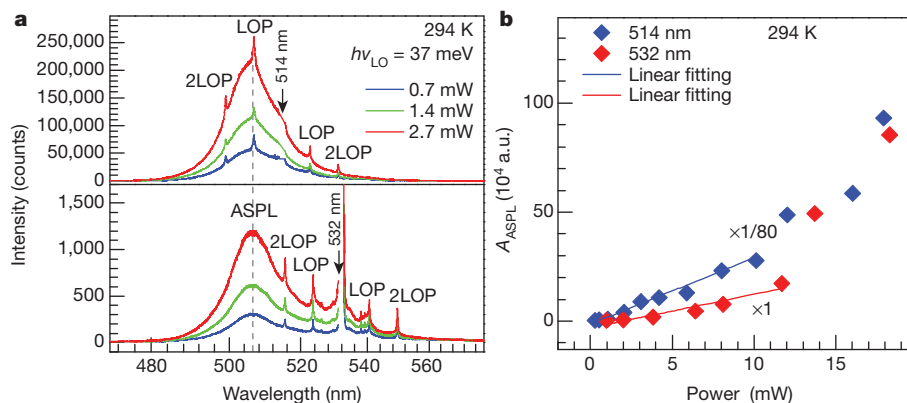 a
294 K
hν_LO = 37 meV
0.7 mW
1.4 mW
2.7 mW
LOP
2LOP
514 nm
LOP
2LOP
250,000
200,000
150,000
100,000
50,000
0
Intensity (counts)
ASPL
2LOP
LOP
532 nm
LOP
2LOP
1,500
1,000
500
0
480 500 520 540 560
Wavelength (nm)
b
514 nm
532 nm
Linear fitting
Linear fitting
294 K
100
50
0
A_ASPL (10⁴ a.u.)
×1/80
×1
0 5 10 15 20
Power (mW)